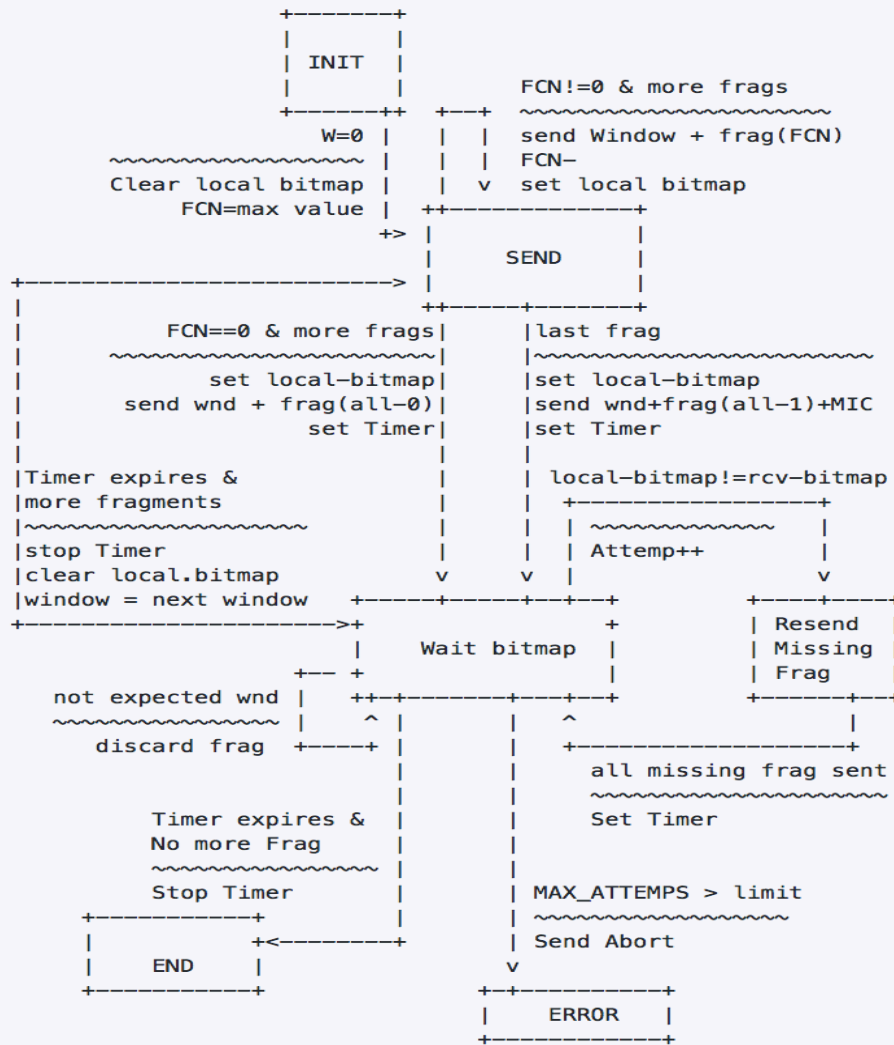 +-------+
                   |       |
                   | INIT  |
                   |       |        FCN!=0 & more frags
                   +------++  +--+  ~~~~~~~~~~~~~~~~~~~~~~
                      W=0 |   |  |  send Window + frag(FCN)
       ~~~~~~~~~~~~~~~~~~ |   |  |  FCN-
       Clear local bitmap |   |  v  set local bitmap
            FCN=max value |  ++-------------+
                          +> |              |
                             |     SEND     |
+--------------------------> |              |
|                            ++-----+-------+
|          FCN==0 & more frags|     |last frag
|      ~~~~~~~~~~~~~~~~~~~~~~~|     |~~~~~~~~~~~~~~~~~~~~~~~~
|             set local-bitmap|     |set local-bitmap
|       send wnd + frag(all-0)|     |send wnd+frag(all-1)+MIC
|                    set Timer|     |set Timer
|                             |     |
|Timer expires &              |     | local-bitmap!=rcv-bitmap
|more fragments               |     |  +-----------------+
|~~~~~~~~~~~~~~~~~~~~         |     |  | ~~~~~~~~~~~~~   |
|stop Timer                   |     |  | Attemp++        |
|clear local.bitmap           v     v  |                 v
|window = next window   +-----+-----+--+--+         +----+----+
+---------------------->+                 +         | Resend  |
                        |    Wait bitmap  |         | Missing |
                    +-- +                 |         | Frag    |
   not expected wnd |   ++-+-------+---+--+         +------+--+
   ~~~~~~~~~~~~~~~~ |    ^ |       |   ^                   |
      discard frag  +----+ |       |   +-------------------+
                           |       |     all missing frag sent
                           |       |     ~~~~~~~~~~~~~~~~~~~~~
          Timer expires &  |       |     Set Timer
          No more Frag     |       |
          ~~~~~~~~~~~~~~~~ |       |
          Stop Timer       |       | MAX_ATTEMPS > limit
     +-----------+         |       | ~~~~~~~~~~~~~~~~~~
     |           +<--------+       | Send Abort
     |    END    |                 v
     +-----------+               +-+-----------+
                                 |    ERROR    |
                                 +-------------+